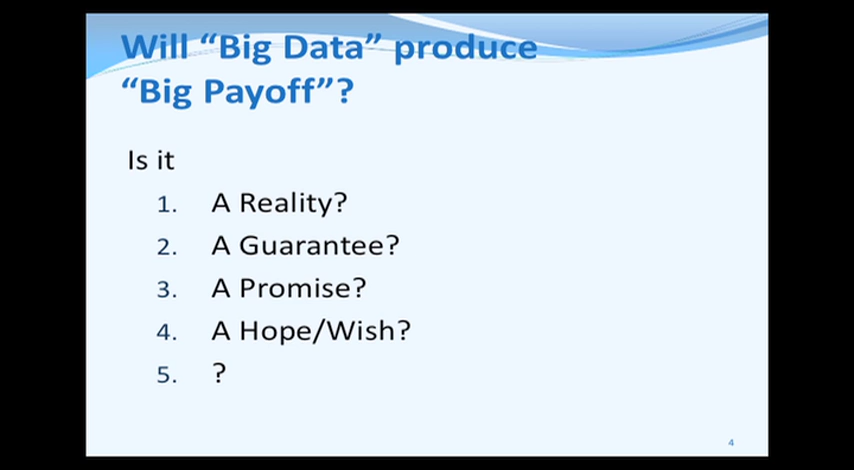 Will “Big Data” produce
“Big Payoff”?
Is it
1. A Reality?
2. A Guarantee?
3. A Promise?
4. A Hope/Wish?
5. ?
4